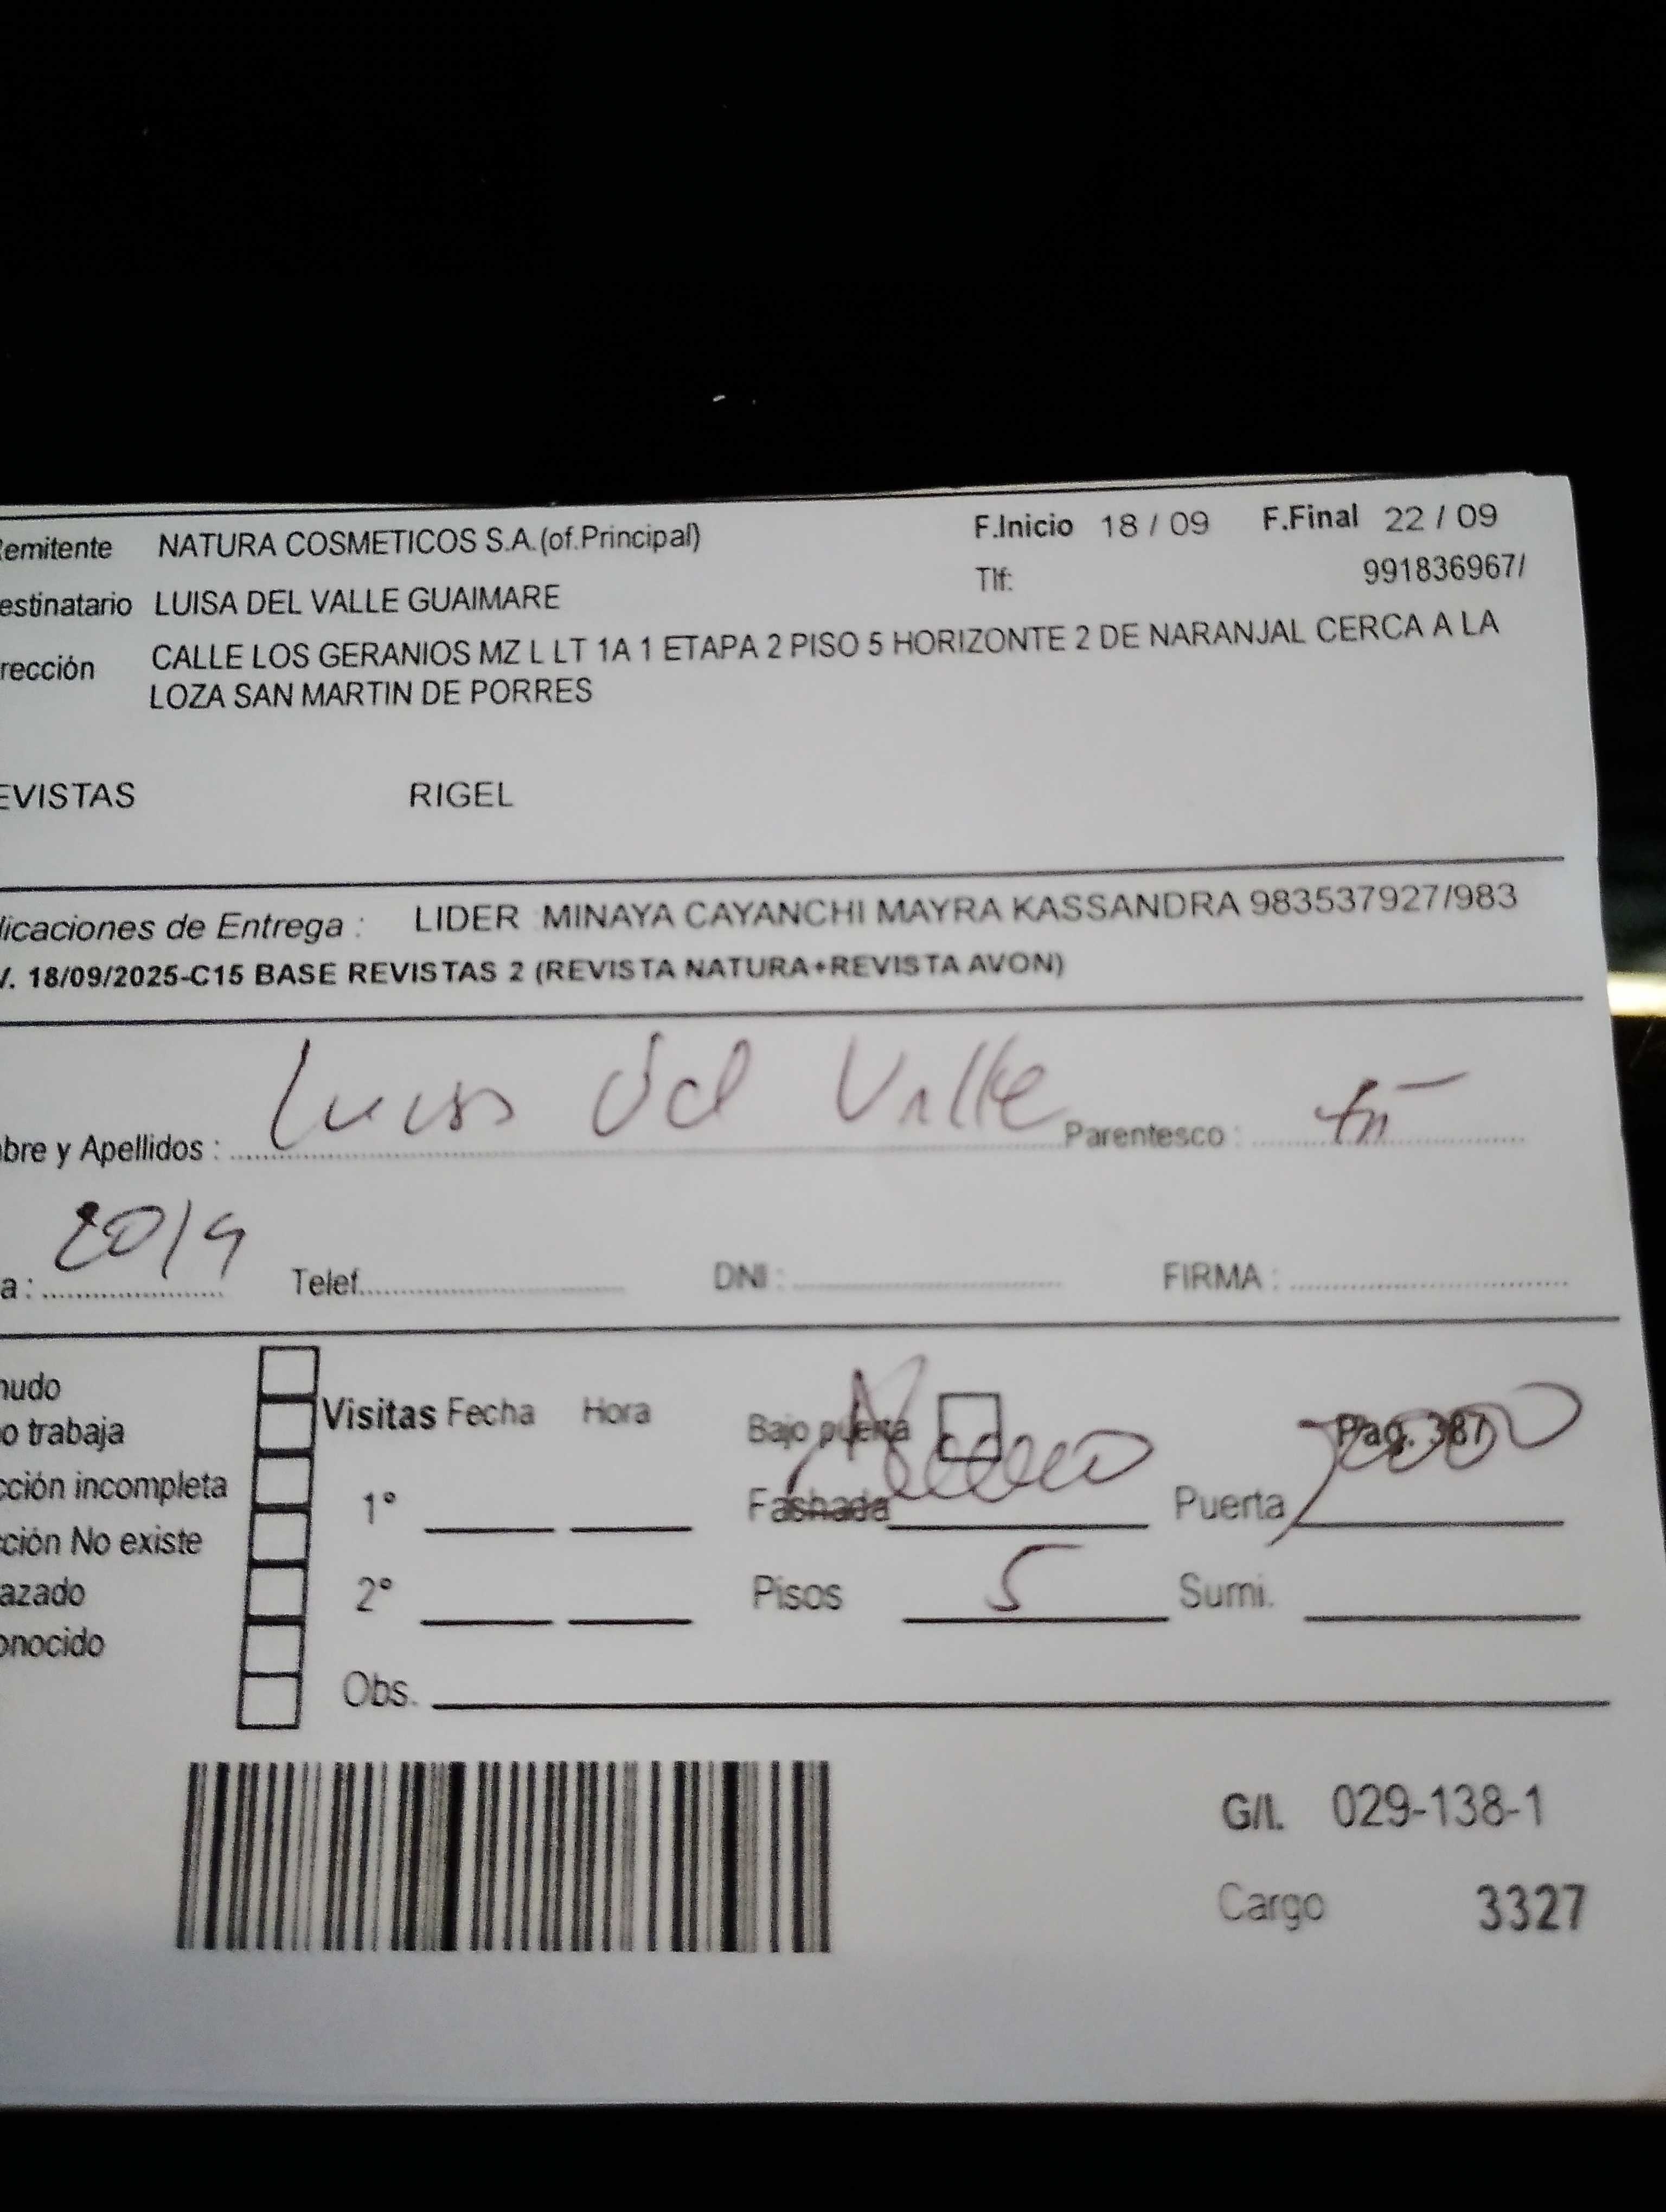 emitente NATURA COSMETICOS S.A.(of.Principal) F.Inicio 18 / 09 F.Final 22 / 09
estinatario LUISA DEL VALLE GUAIMARE Tlf: 991836967/
rección CALLE LOS GERANIOS MZ L LT 1A 1 ETAPA 2 PISO 5 HORIZONTE 2 DE NARANJAL CERCA A LA
LOZA SAN MARTIN DE PORRES
EVISTAS RIGEL
dicaciones de Entrega : LIDER MINAYA CAYANCHI MAYRA KASSANDRA 983537927/983
V. 18/09/2025-C15 BASE REVISTAS 2 (REVISTA NATURA+REVISTA AVON)
bre y Apellidos : Luisa del Valle Parentesco :
a : 20/9 Telef. DNI : FIRMA :
nudo
o trabaja Visitas Fecha Hora Bajo puerta Pag. 387
cción incompleta 1° Fashada Puerta
cción No existe
azado 2° Pisos 5 Sumi.
onocido
Obs.
G/I. 029-138-1
Cargo 3327